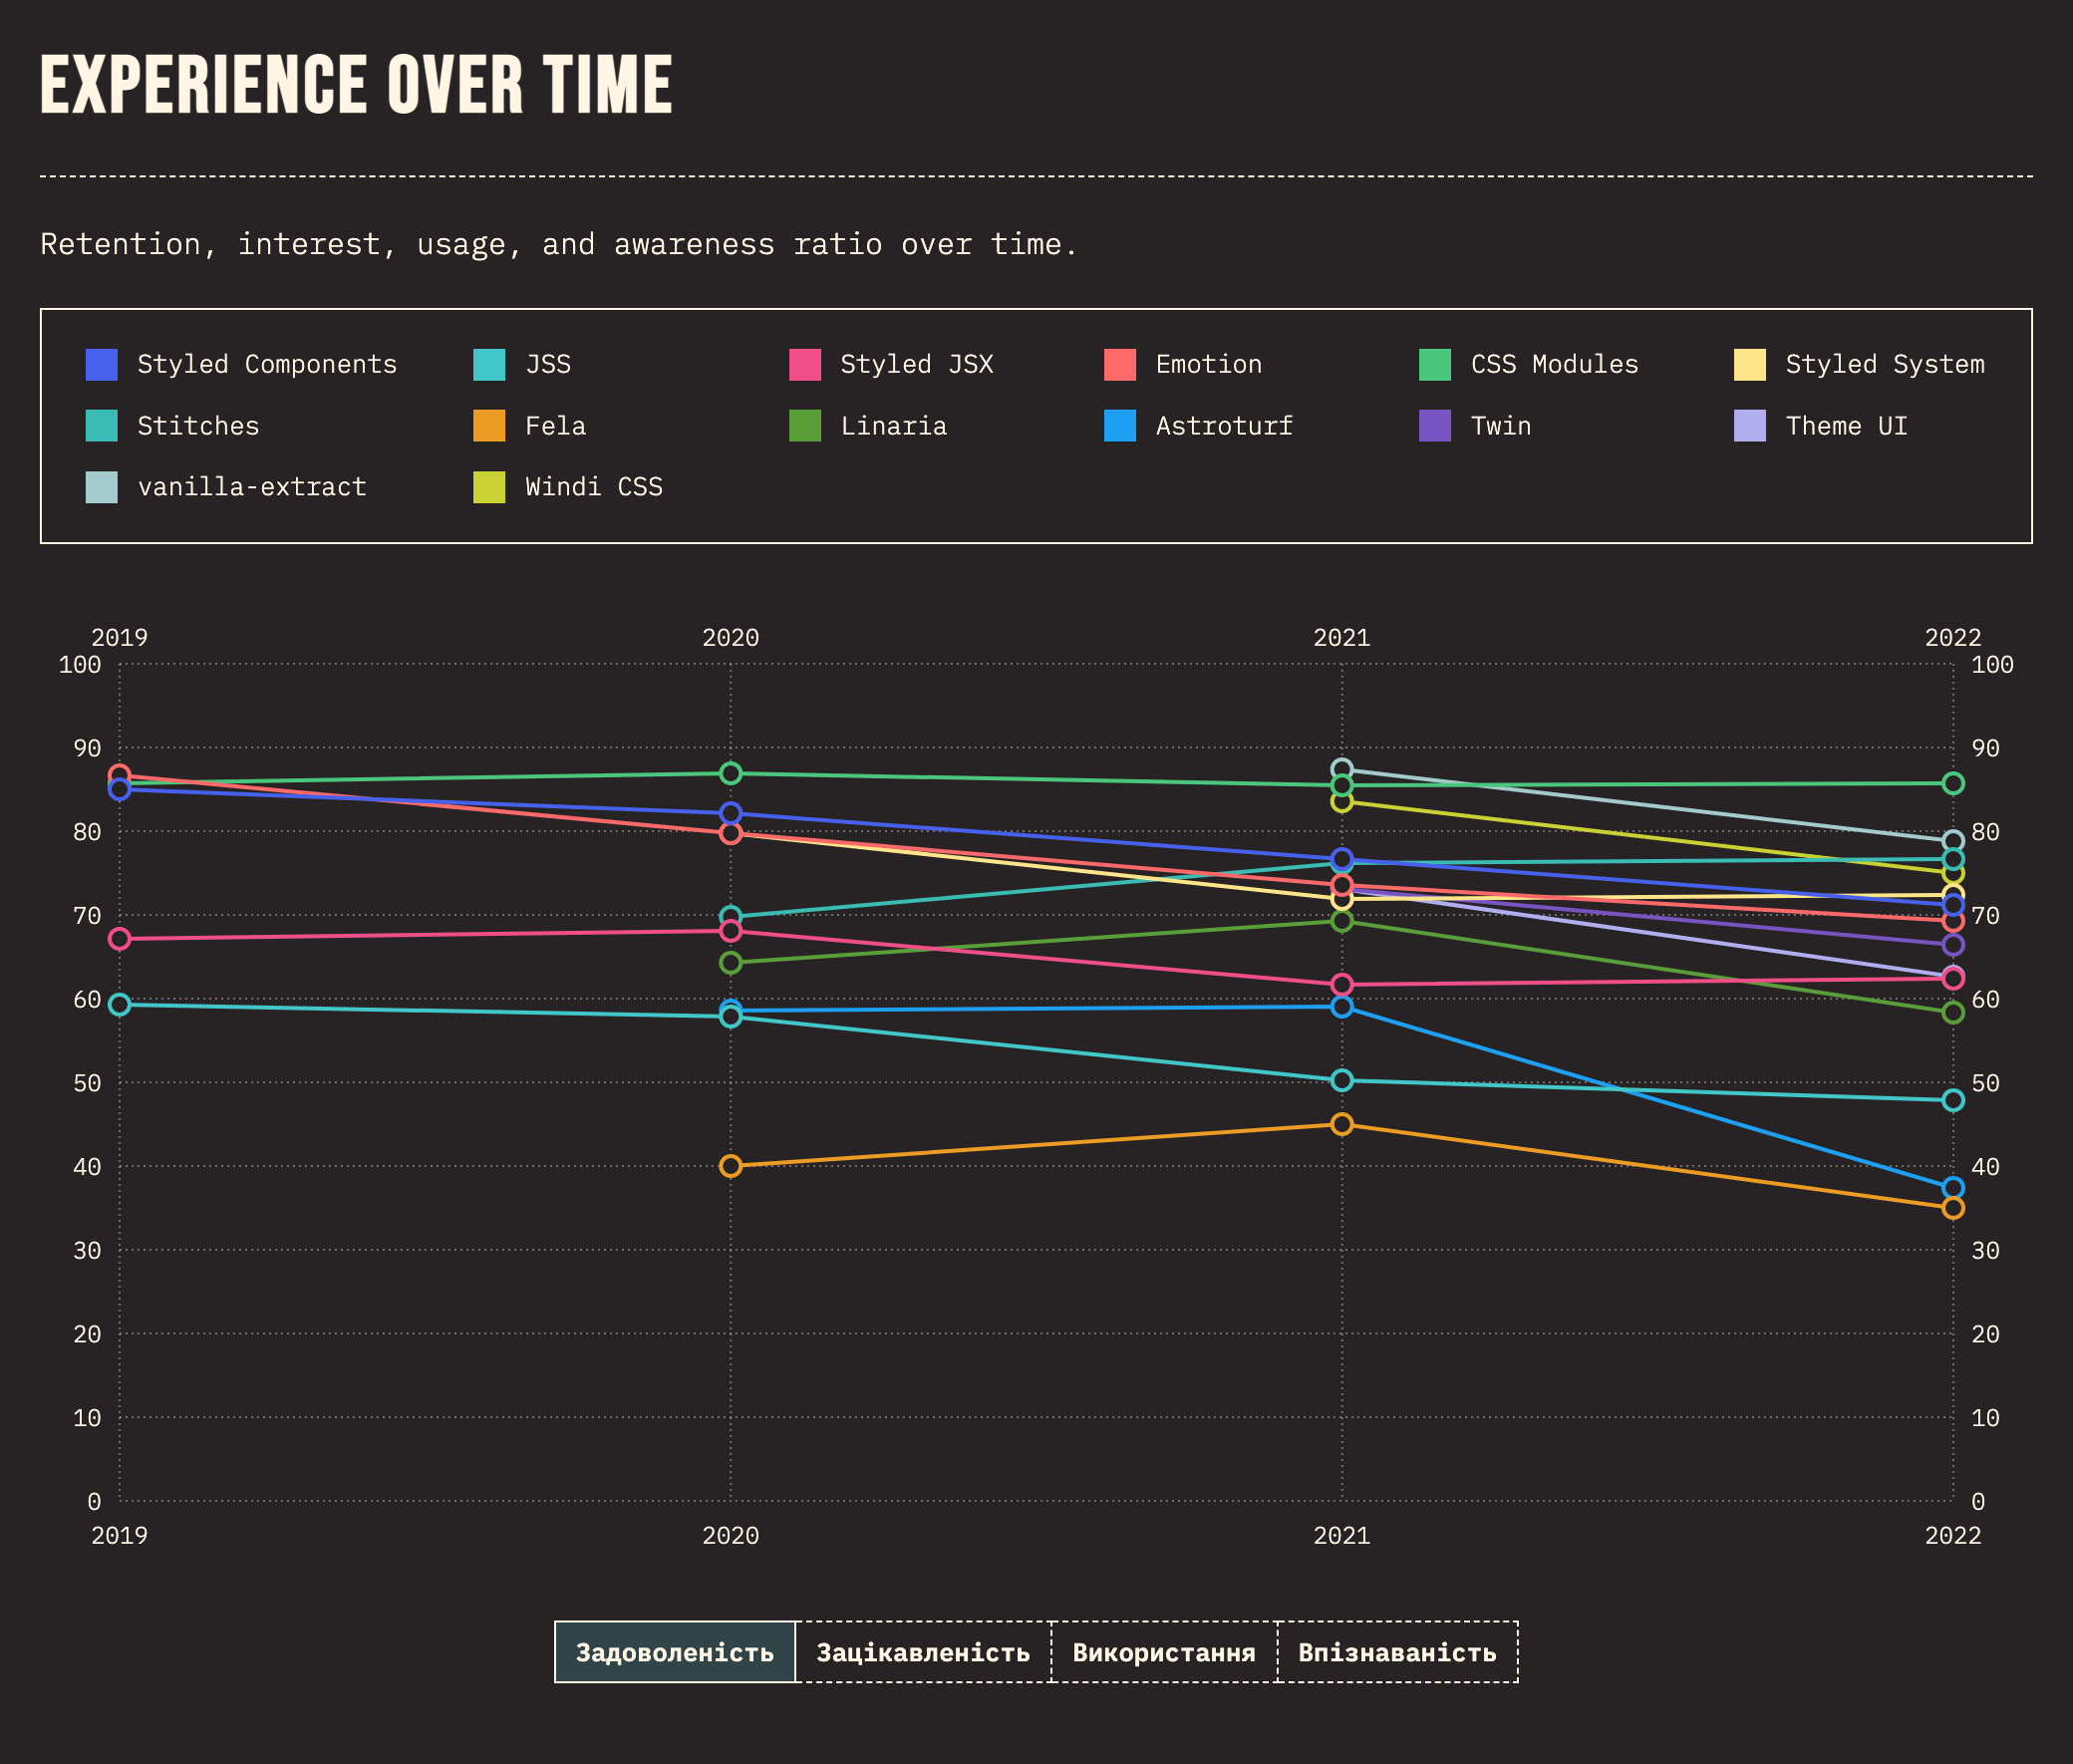 EXPERIENCE OVER TIME
Retention, interest, usage, and awareness ratio over time.
Styled Components JSS Styled JSX Emotion CSS Modules Styled System
Stitches Fela Linaria Astroturf Twin Theme UI
vanilla-extract Windi CSS
2019 2020 2021 2022
100 100
90 90
80 80
70 70
60 60
50 50
40 40
30 30
20 20
10 10
0 0
2019 2020 2021 2022
Задоволеність Зацікавленість Використання Впізнаваність